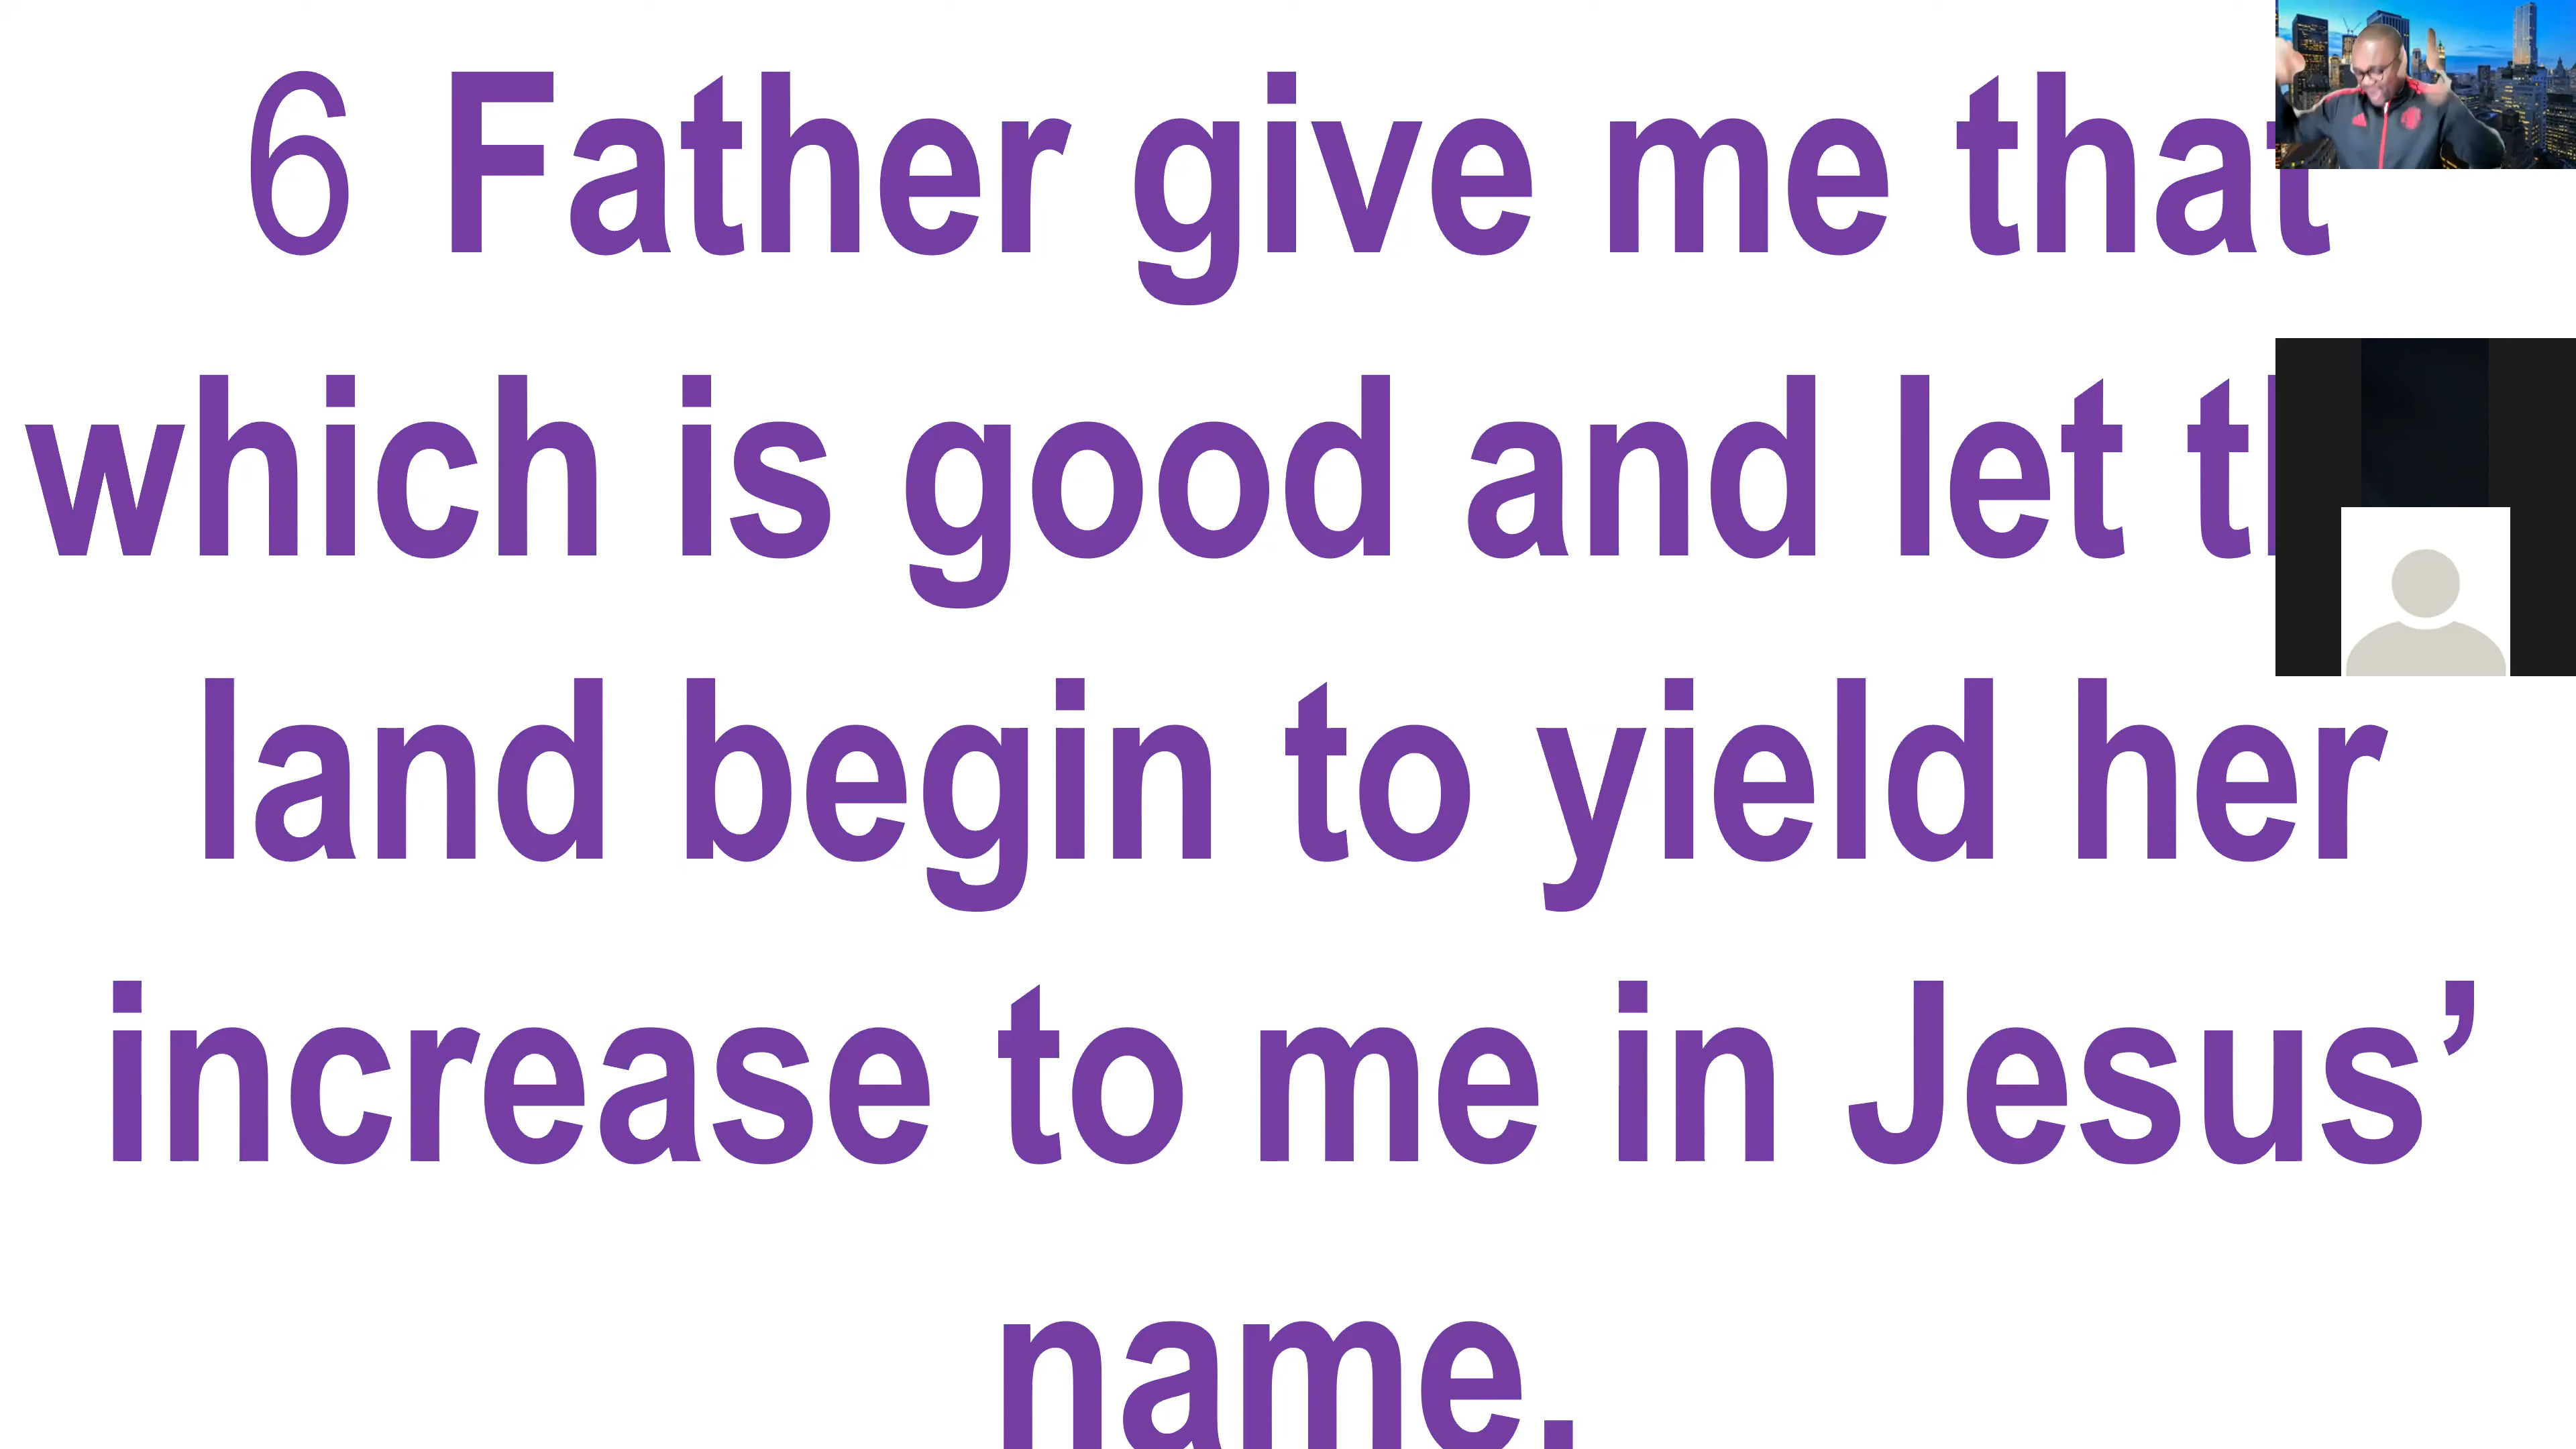 6 Father give me that
which is good and let
land begin to yield her
increase to me in Jesus’
name.